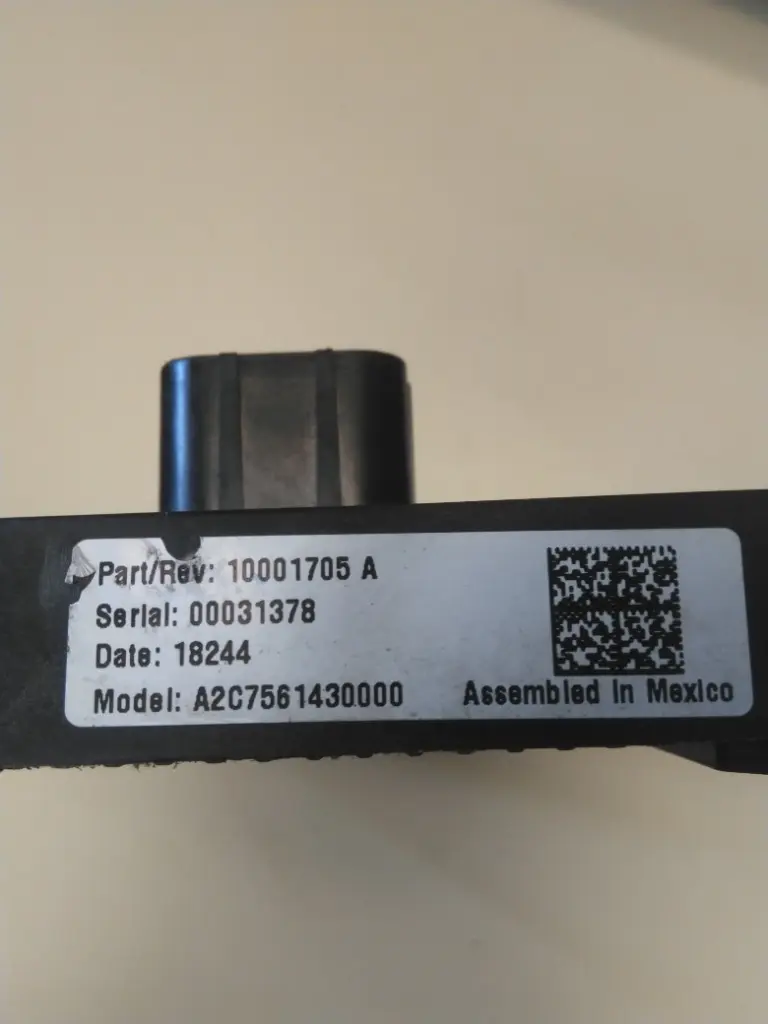 Part/Rev: 10001705 A
Serial: 00031378
Date: 18244
Model: A2C7561430000
Assembled in Mexico